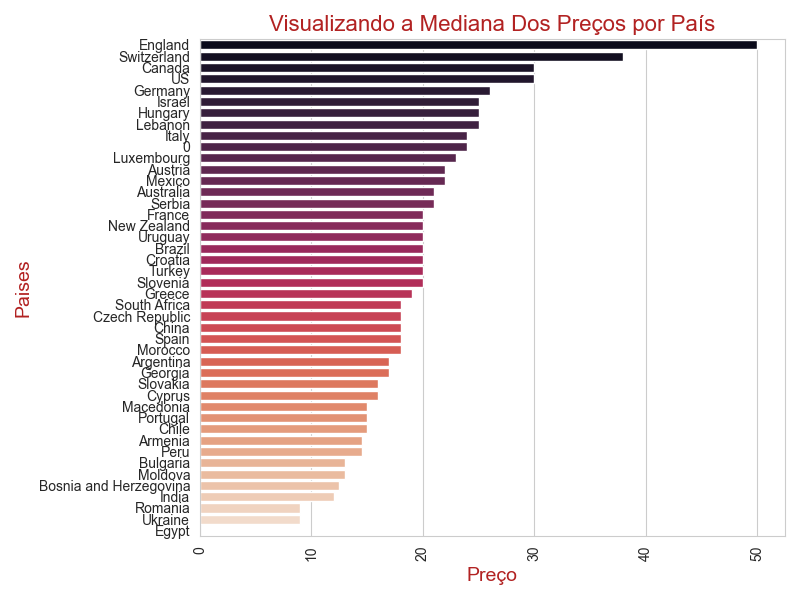 Visualizando a Mediana Dos Preços por País
England
Switzerland
Canada
US
Germany
Israel
Hungary
Lebanon
Italy
0
Luxembourg
Austria
Mexico
Australia
Serbia
France
New Zealand
Uruguay
Brazil
Croatia
Turkey
Slovenia
Greece
South Africa
Czech Republic
China
Spain
Morocco
Argentina
Georgia
Slovakia
Cyprus
Macedonia
Portugal
Chile
Armenia
Peru
Bulgaria
Moldova
Bosnia and Herzegovina
India
Romania
Ukraine
Egypt
Paises
0 10 20 30 40 50
Preço